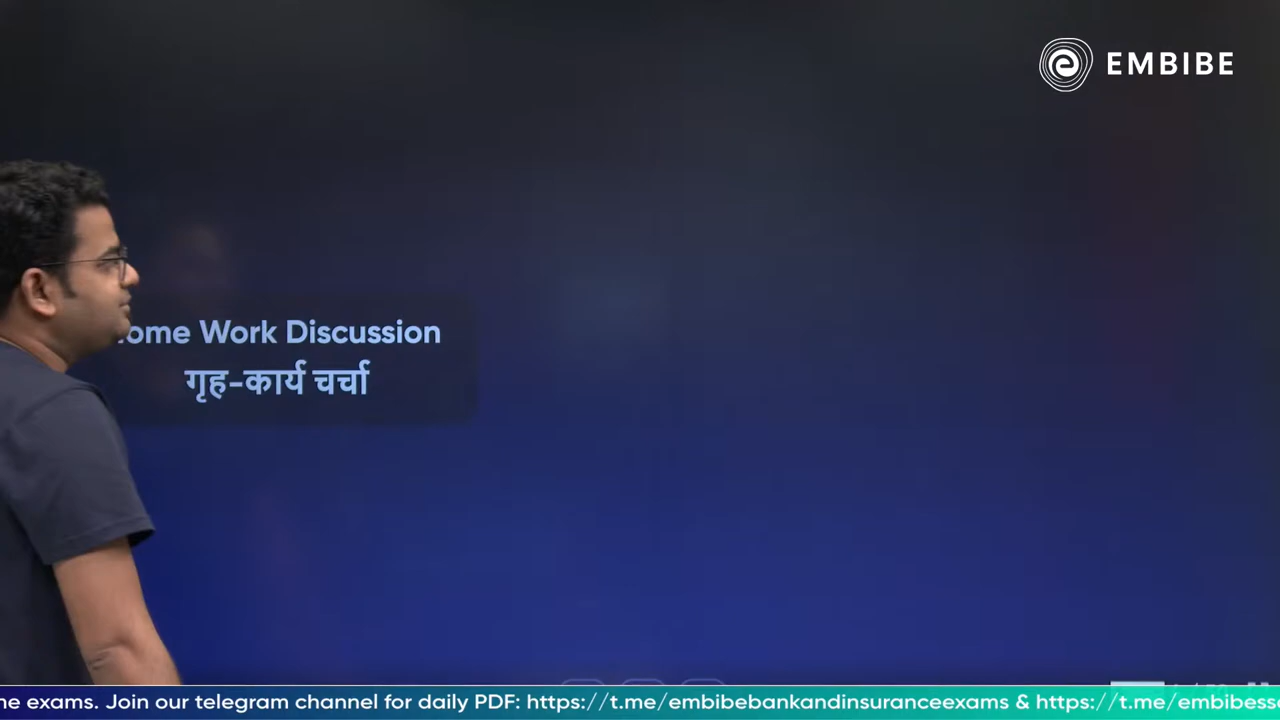 EMBIBE
ome Work Discussion
गृह-कार्य चर्चा
ne exams. Join our telegram channel for daily PDF: https://t.me/embibebankandinsuranceexams & https://t.me/embibess